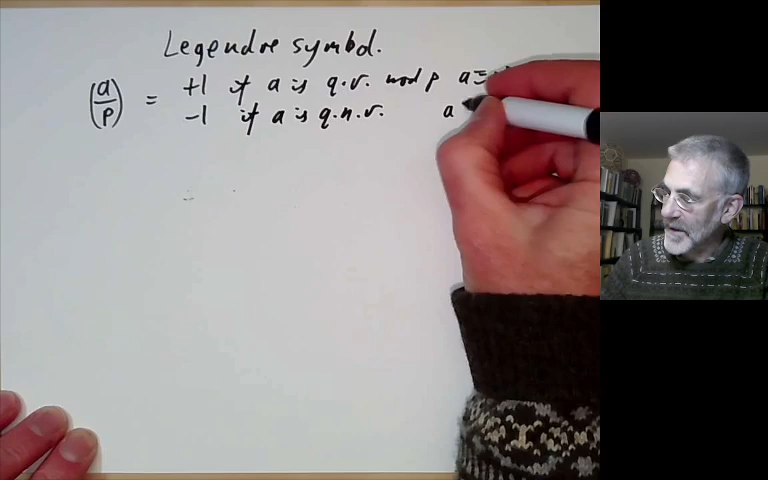 Legendre symbol.
(a/p) = +1 if a is q.r. mod p a≡
-1 if a is q.n.r. a